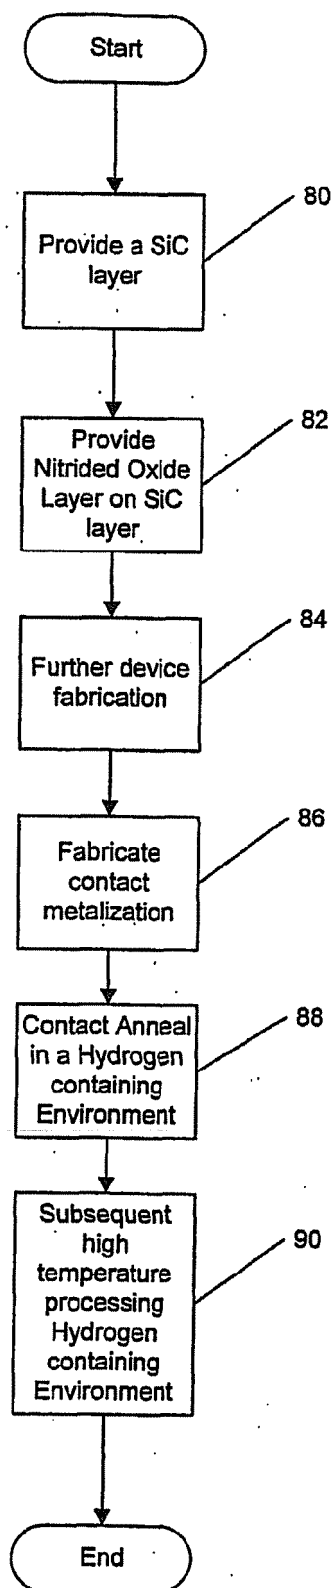 Start
80
Provide a SiC
layer
82
Provide
Nitrided Oxide
Layer on SiC
layer
84
Further device
fabrication
86
Fabricate
contact
metalization
88
Contact Anneal
in a Hydrogen
containing
Environment
90
Subsequent
high
temperature
processing
Hydrogen
containing
Environment
End